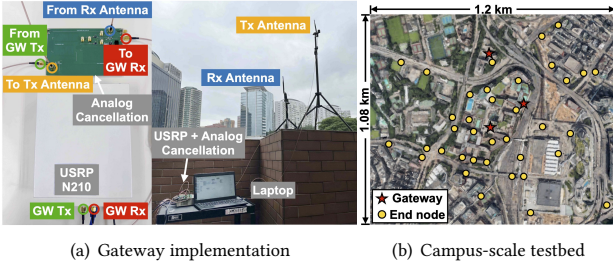 From Rx Antenna
From
GW Tx
To
GW Rx
To Tx Antenna
Analog
Cancellation
USRP
N210
GW Tx
GW Rx
Tx Antenna
Rx Antenna
USRP + Analog
Cancellation
Laptop
1.2 km
1.08 km
Gateway
End node
(a) Gateway implementation
(b) Campus-scale testbed